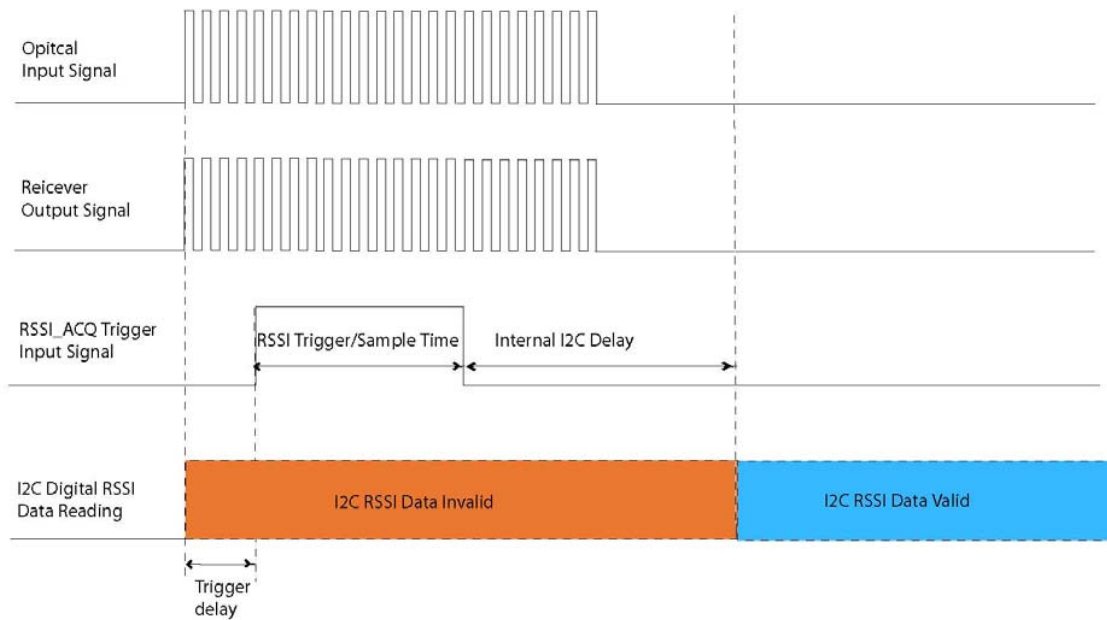 Opitcal
Input Signal
Reicever
Output Signal
RSSI_ACQ Trigger
Input Signal
RSSI Trigger/Sample Time
Internal I2C Delay
I2C Digital RSSI
Data Reading
I2C RSSI Data Invalid
I2C RSSI Data Valid
Trigger
delay